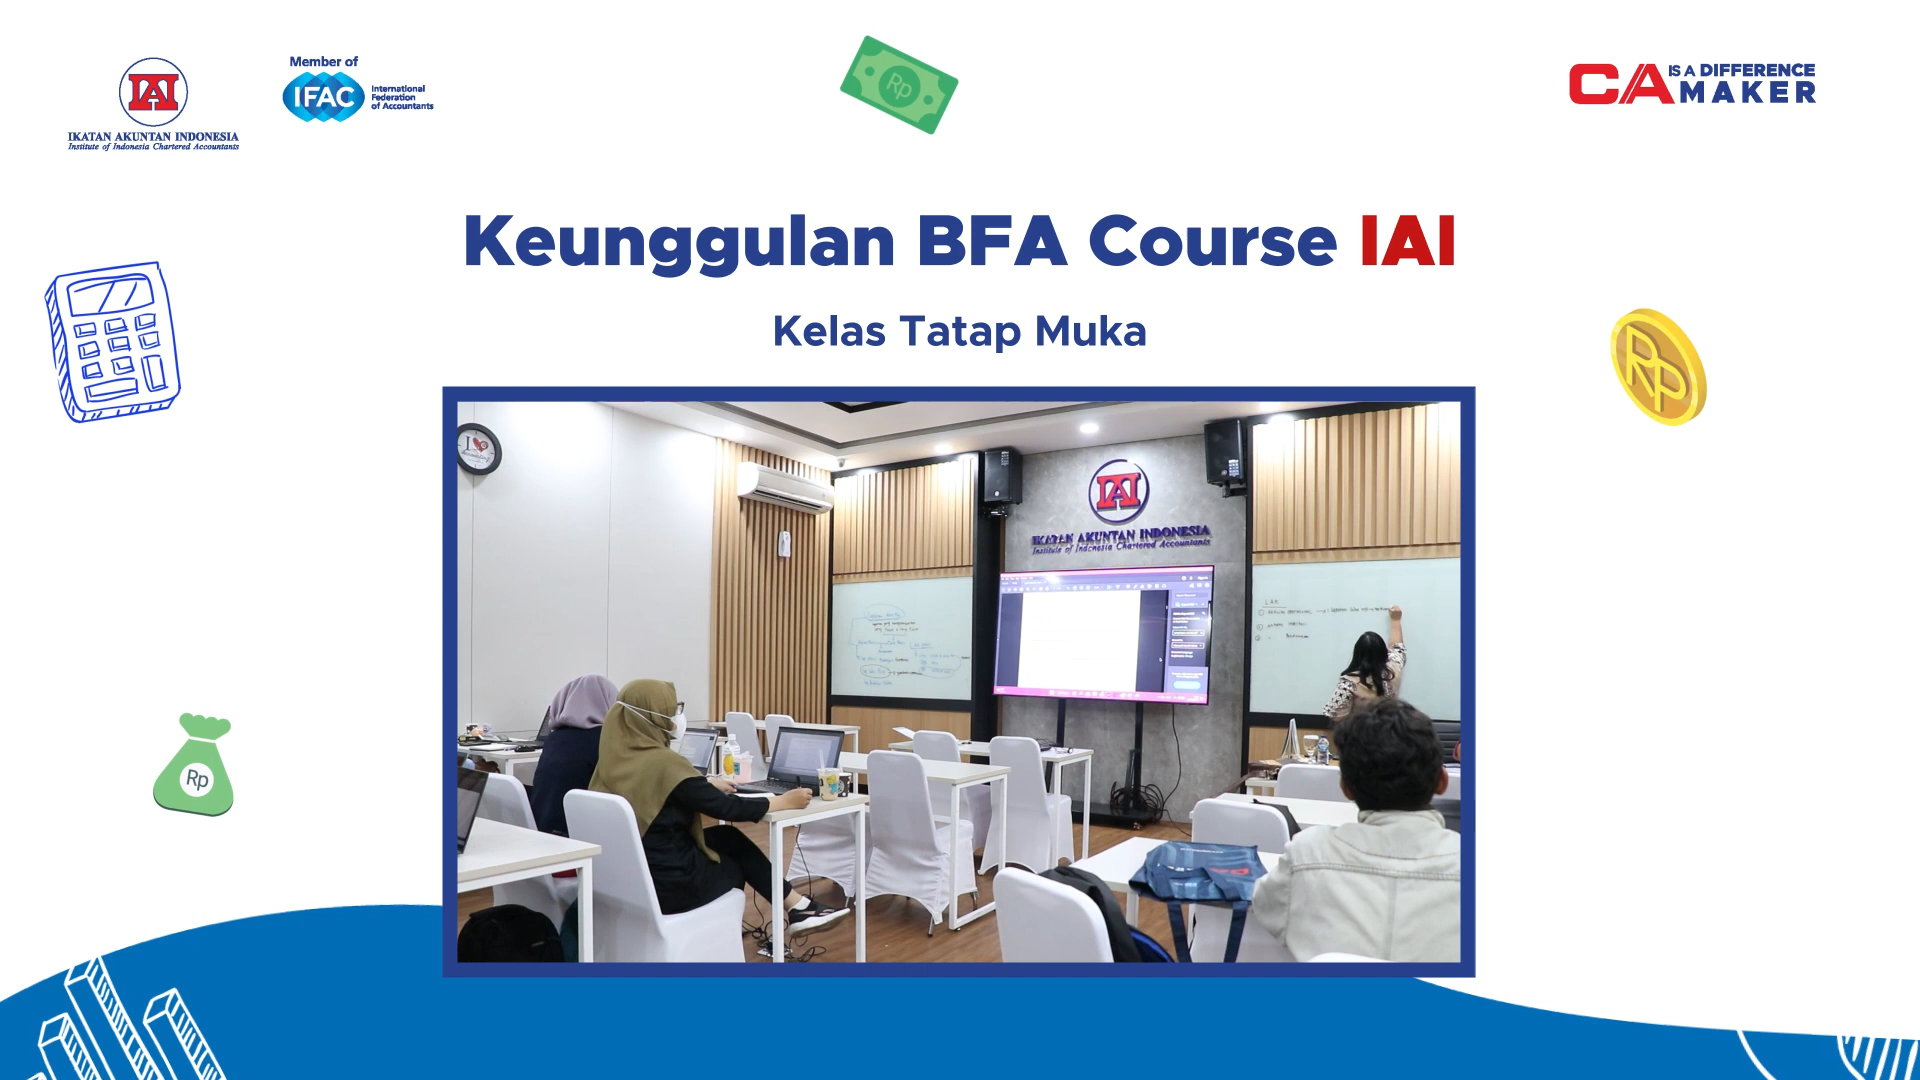 IAI
IKATAN AKUNTAN INDONESIA
Institute of Indonesia Chartered Accountants
Member of
IFAC
International
Federation
of Accountants
Rp
CA IS A DIFFERENCE
MAKER
Keunggulan BFA Course IAI
Kelas Tatap Muka
RP
Rp
I
Accounting
IAI
IKATAN AKUNTAN INDONESIA
Institute of Indonesia Chartered Accountants